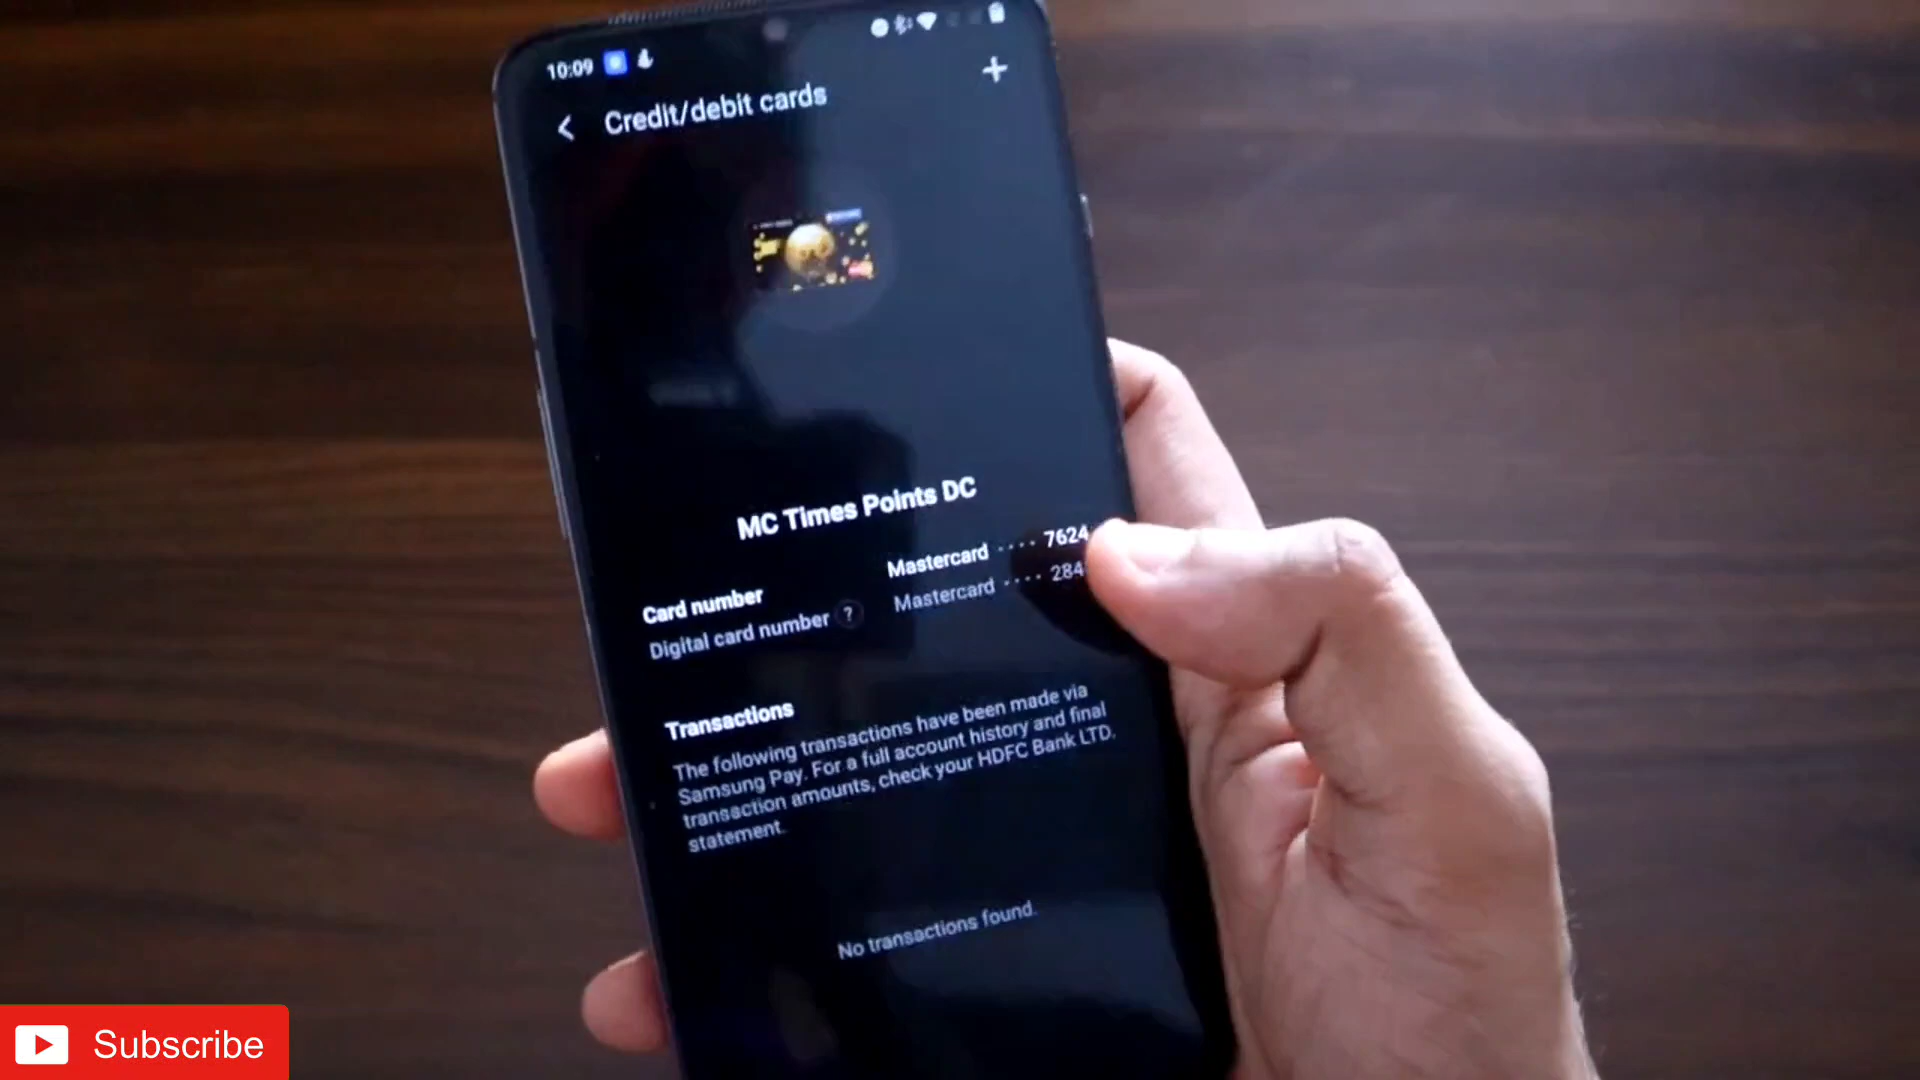 10:09
Credit/debit cards
MC Times Points DC
Card number Mastercard ···· 7624
Digital card number ? Mastercard ···· 284
Transactions
The following transactions have been made via
Samsung Pay. For a full account history and final
transaction amounts, check your HDFC Bank LTD.
statement.
No transactions found.
Subscribe